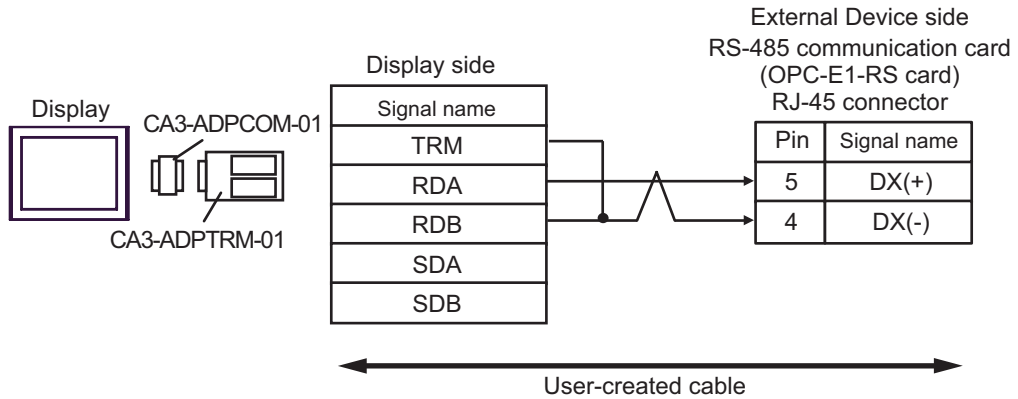 External Device side
RS-485 communication card
(OPC-E1-RS card)
RJ-45 connector
Display side
Display
CA3-ADPCOM-01
CA3-ADPTRM-01
Signal name
TRM
RDA
RDB
SDA
SDB
Pin Signal name
5 DX(+)
4 DX(-)
User-created cable